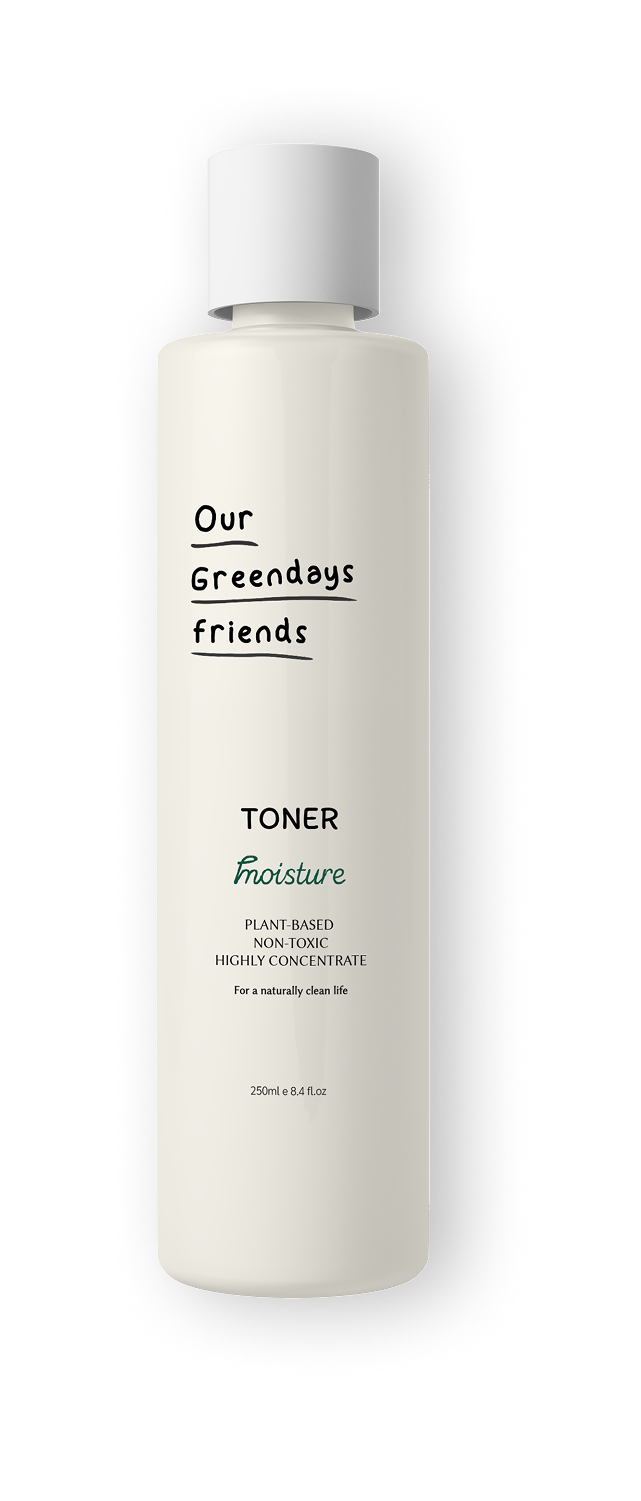 Our
Greendays
friends
TONER
moisture
PLANT-BASED
NON-TOXIC
HIGHLY CONCENTRATE
For a naturally clean life
250ml e 8.4 fl.oz